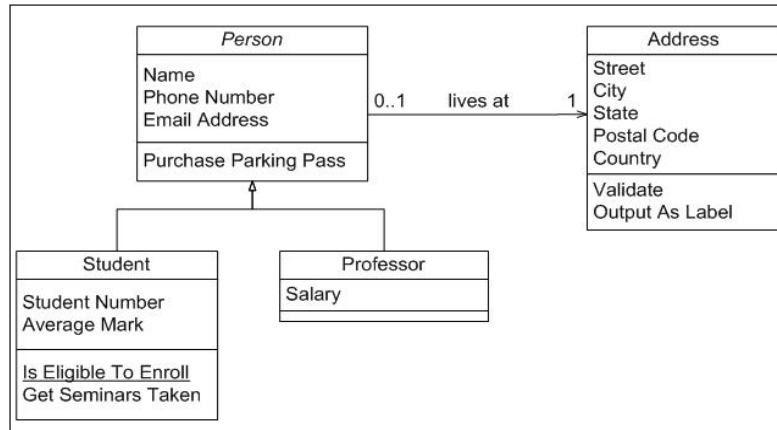 Person
Name
Phone Number
Email Address
Purchase Parking Pass
0..1 lives at 1
Address
Street
City
State
Postal Code
Country
Validate
Output As Label
Student
Student Number
Average Mark
Is Eligible To Enroll
Get Seminars Taken
Professor
Salary